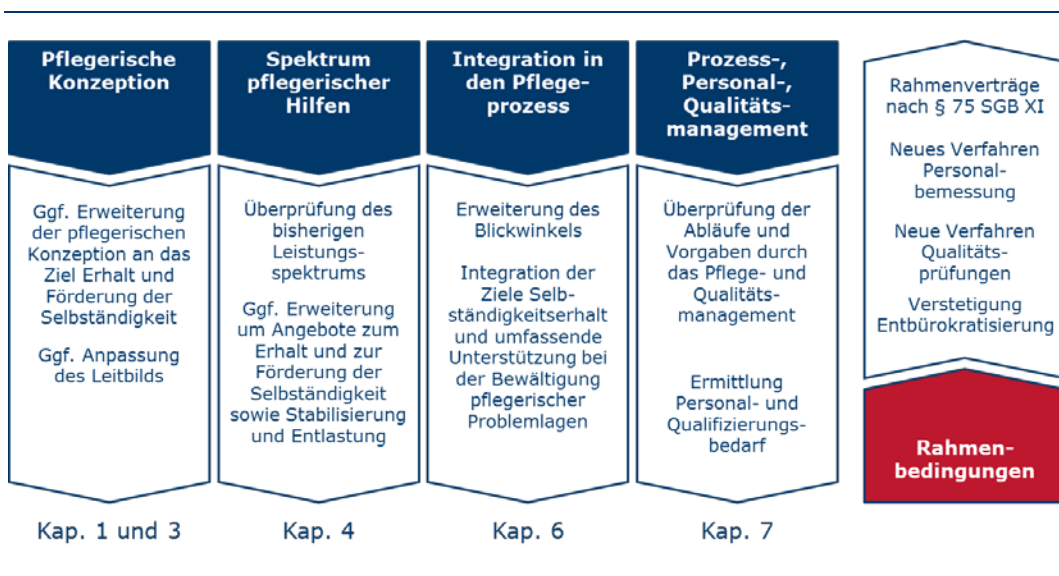 Pflegerische
Konzeption
Ggf. Erweiterung
der pflegerischen
Konzeption an das
Ziel Erhalt und
Förderung der
Selbständigkeit
Ggf. Anpassung
des Leitbilds
Kap. 1 und 3
Spektrum
pflegerischer
Hilfen
Überprüfung des
bisherigen
Leistungs-
spektrums
Ggf. Erweiterung
um Angebote zum
Erhalt und zur
Förderung der
Selbständigkeit
sowie Stabilisierung
und Entlastung
Kap. 4
Integration in
den Pflege-
prozess
Erweiterung des
Blickwinkels
Integration der
Ziele Selb-
ständigkeitserhalt
und umfassende
Unterstützung bei
der Bewältigung
pflegerischer
Problemlagen
Kap. 6
Prozess-,
Personal-,
Qualitäts-
management
Überprüfung der
Abläufe und
Vorgaben durch
das Pflege- und
Qualitäts-
management
Ermittlung
Personal- und
Qualifizierungs-
bedarf
Kap. 7
Rahmenverträge
nach § 75 SGB XI
Neues Verfahren
Personal-
bemessung
Neue Verfahren
Qualitäts-
prüfungen
Verstetigung
Entbürokratisierung
Rahmen-
bedingungen